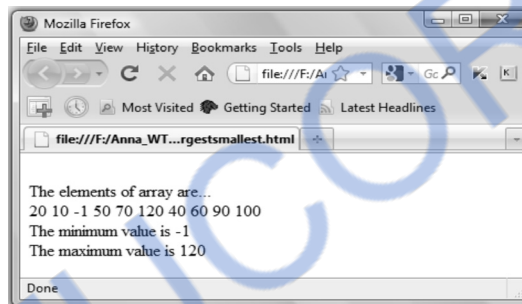 Mozilla Firefox
File Edit View History Bookmarks Tools Help
file:///F:/A
Gc
K
Most Visited Getting Started Latest Headlines
file:///F:/Anna_WT...rgestsmallest.html
The elements of array are...
20 10 -1 50 70 120 40 60 90 100
The minimum value is -1
The maximum value is 120
Done